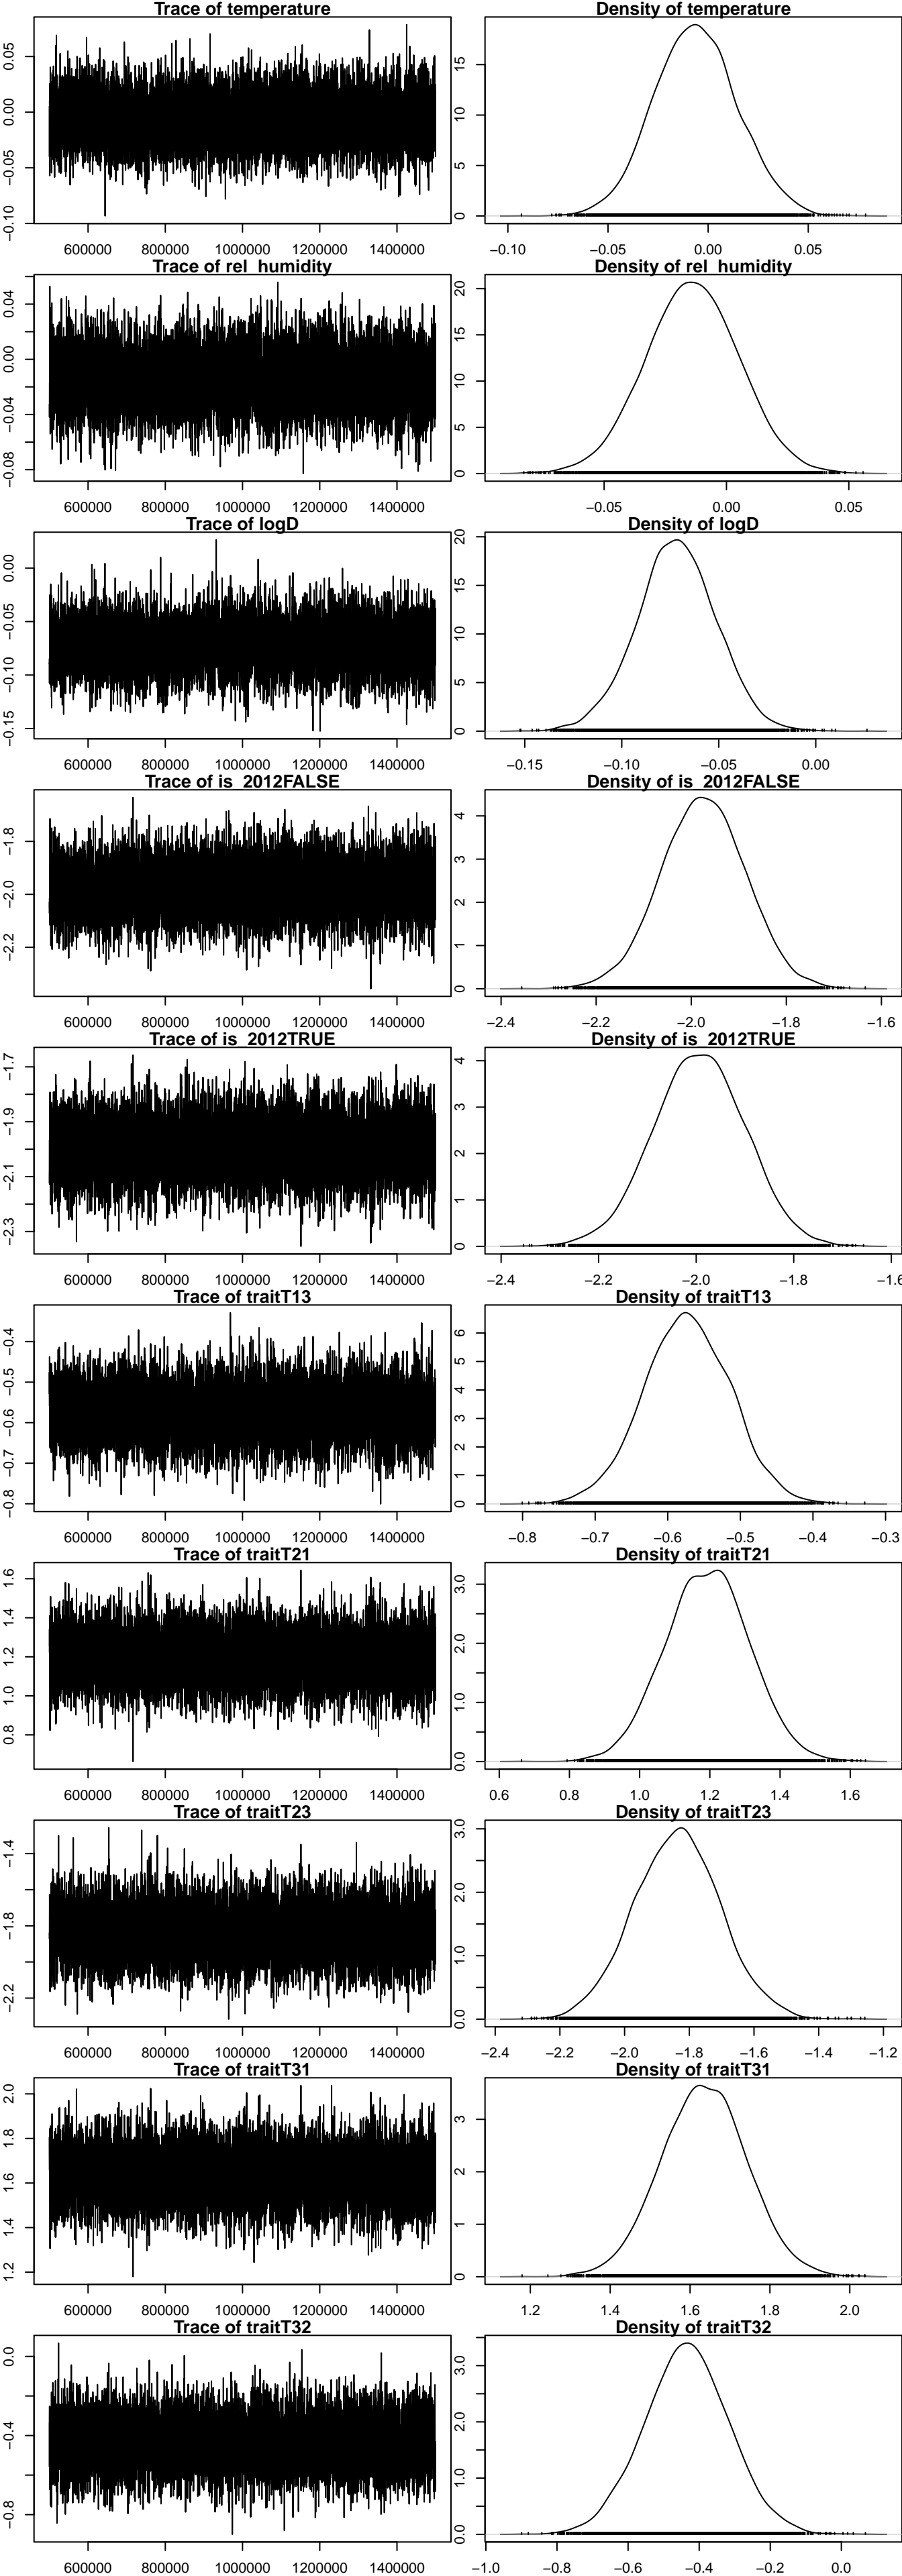 Trace of temperature
Density of temperature
0.05
0.00
−0.05
−0.10
600000 800000 1000000 1200000 1400000
15
10
5
0
−0.10 −0.05 0.00 0.05
Trace of rel_humidity
Density of rel_humidity
0.04
0.00
−0.04
−0.08
600000 800000 1000000 1200000 1400000
20
15
10
5
0
−0.05 0.00 0.05
Trace of logD
Density of logD
0.00
−0.05
−0.10
−0.15
600000 800000 1000000 1200000 1400000
20
15
10
5
0
−0.15 −0.10 −0.05 0.00
Trace of is_2012FALSE
Density of is_2012FALSE
−1.8
−2.0
−2.2
600000 800000 1000000 1200000 1400000
4
3
2
1
0
−2.4 −2.2 −2.0 −1.8 −1.6
Trace of is_2012TRUE
Density of is_2012TRUE
−1.7
−1.9
−2.1
−2.3
600000 800000 1000000 1200000 1400000
4
3
2
1
0
−2.4 −2.2 −2.0 −1.8 −1.6
Trace of traitT13
Density of traitT13
−0.4
−0.5
−0.6
−0.7
−0.8
600000 800000 1000000 1200000 1400000
6
5
4
3
2
1
0
−0.8 −0.7 −0.6 −0.5 −0.4 −0.3
Trace of traitT21
Density of traitT21
1.6
1.4
1.2
1.0
0.8
600000 800000 1000000 1200000 1400000
3.0
2.0
1.0
0.0
0.6 0.8 1.0 1.2 1.4 1.6
Trace of traitT23
Density of traitT23
−1.4
−1.8
−2.2
600000 800000 1000000 1200000 1400000
3.0
2.0
1.0
0.0
−2.4 −2.2 −2.0 −1.8 −1.6 −1.4 −1.2
Trace of traitT31
Density of traitT31
2.0
1.8
1.6
1.4
1.2
600000 800000 1000000 1200000 1400000
3
2
1
0
1.2 1.4 1.6 1.8 2.0
Trace of traitT32
Density of traitT32
0.0
−0.4
−0.8
3.0
2.0
1.0
0.0
−1.0 −0.8 −0.6 −0.4 −0.2 0.0
600000 800000 1000000 1200000 1400000